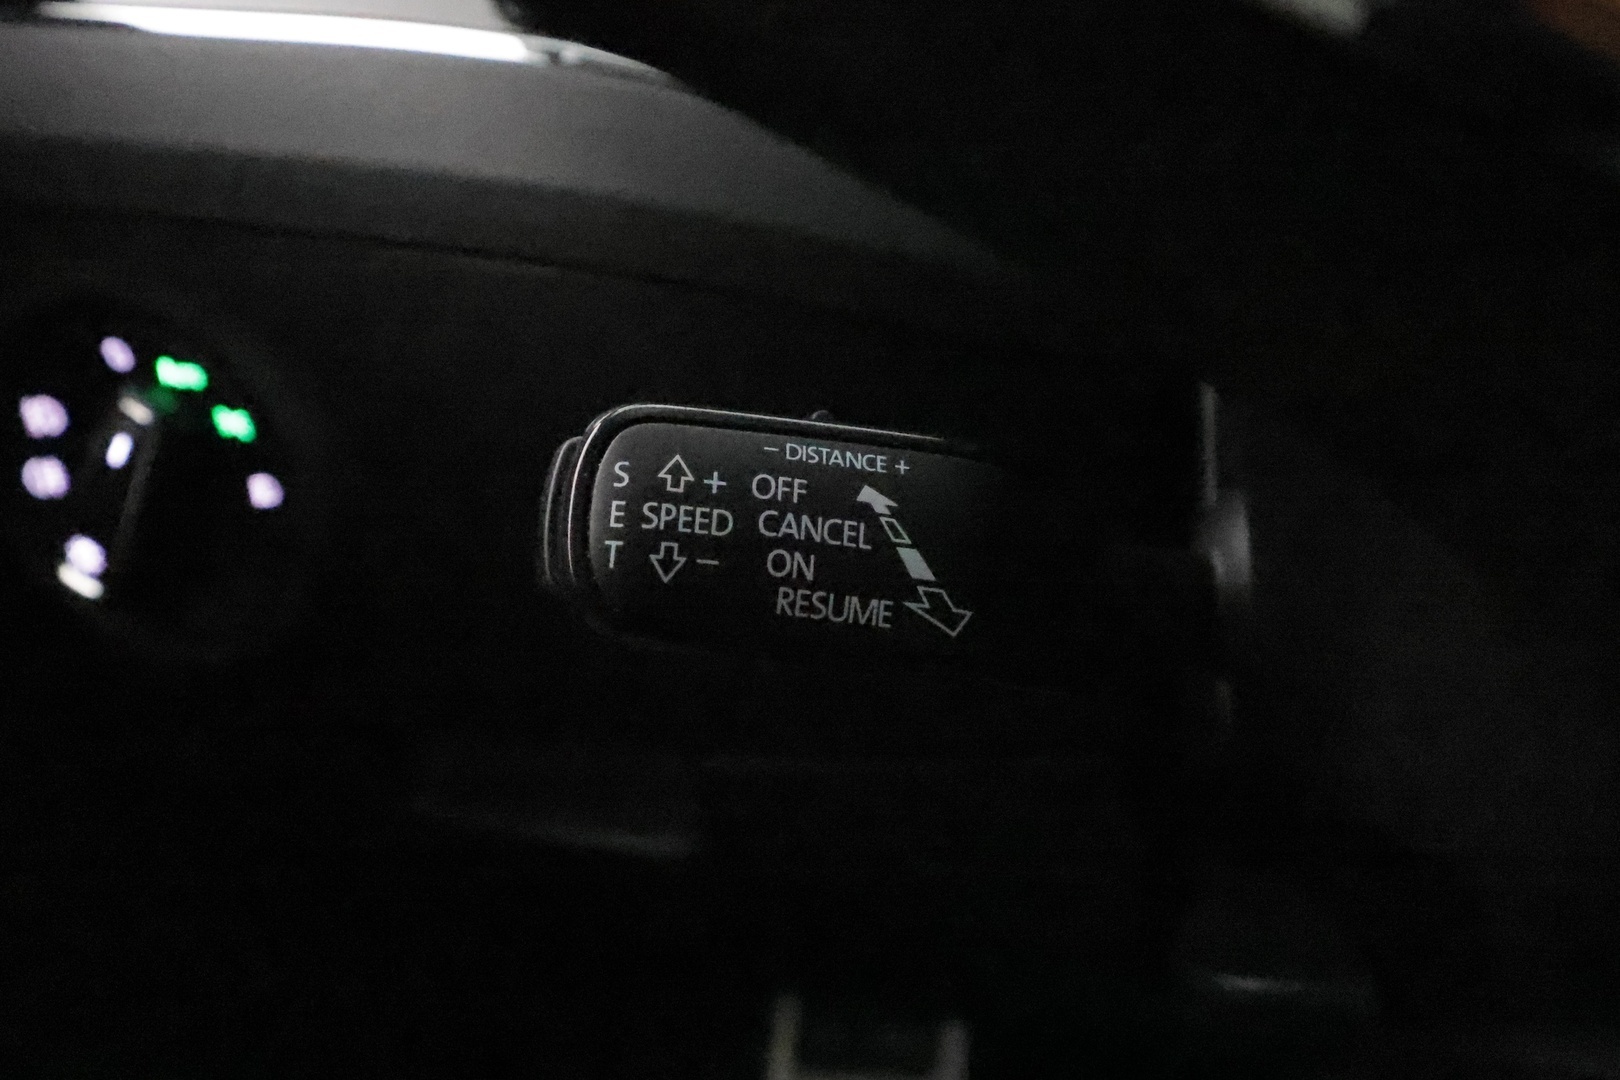 − DISTANCE +
S + OFF
E SPEED CANCEL
T − ON
RESUME